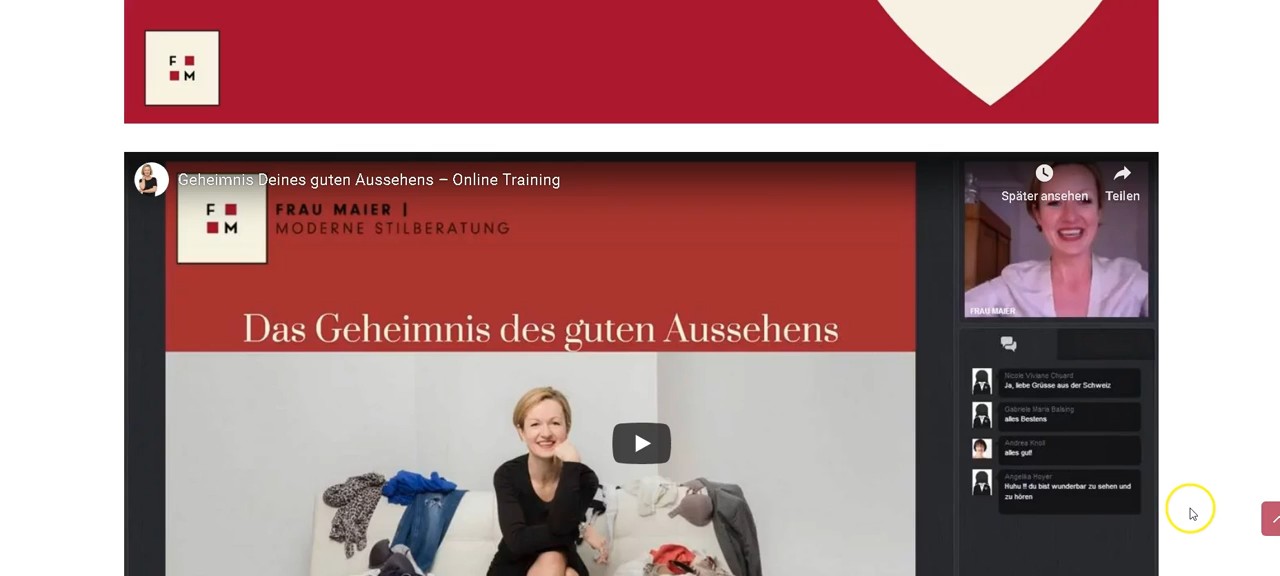 F
M
Geheimnis Deines guten Aussehens – Online Training
Später ansehen
Teilen
F
M
FRAU MAIER |
MODERNE STILBERATUNG
Das Geheimnis des guten Aussehens
FRAU MAIER
Nicole Viviane Chuard
Ja, liebe Grüsse aus der Schweiz
Gabriele Maria Balsing
alles Bestens
Andrea Knoll
alles gut!
Angelika Hoyer
Huhu !! du bist wunderbar zu sehen und
zu hören